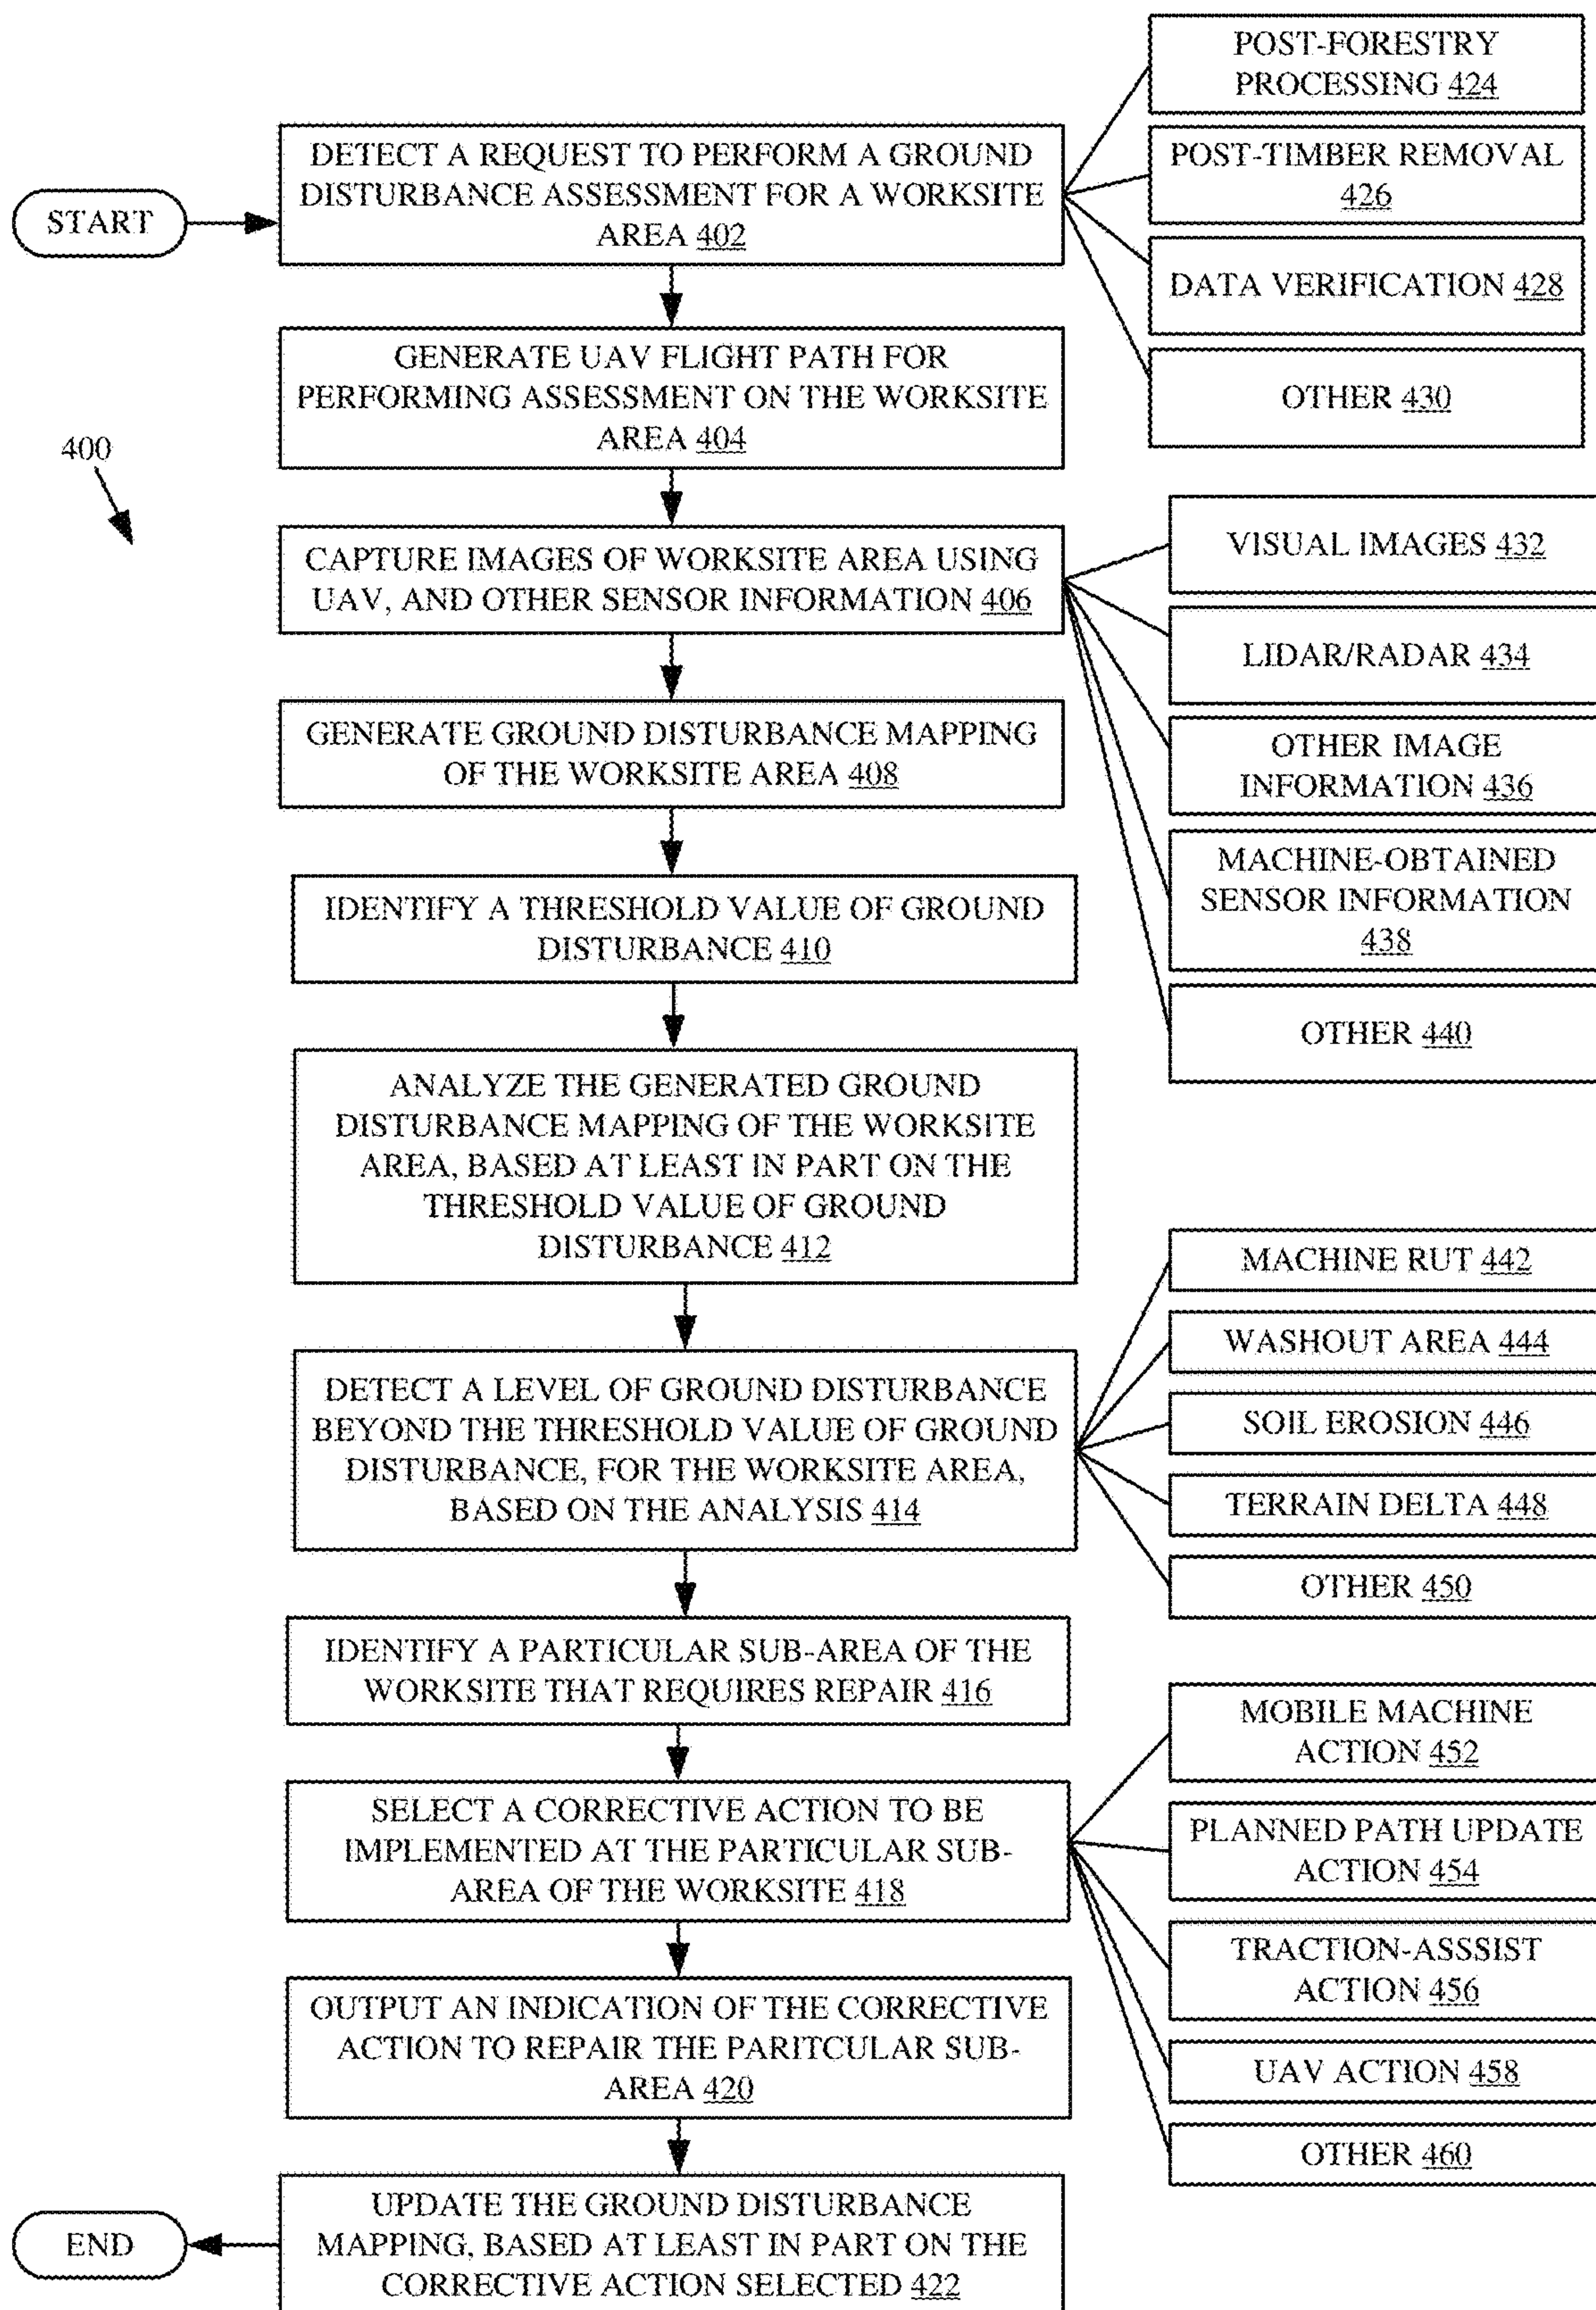 START
DETECT A REQUEST TO PERFORM A GROUND
DISTURBANCE ASSESSMENT FOR A WORKSITE
AREA 402
POST-FORESTRY
PROCESSING 424
POST-TIMBER REMOVAL
426
DATA VERIFICATION 428
OTHER 430
GENERATE UAV FLIGHT PATH FOR
PERFORMING ASSESSMENT ON THE WORKSITE
AREA 404
400
CAPTURE IMAGES OF WORKSITE AREA USING
UAV, AND OTHER SENSOR INFORMATION 406
VISUAL IMAGES 432
LIDAR/RADAR 434
OTHER IMAGE
INFORMATION 436
MACHINE-OBTAINED
SENSOR INFORMATION
438
OTHER 440
GENERATE GROUND DISTURBANCE MAPPING
OF THE WORKSITE AREA 408
IDENTIFY A THRESHOLD VALUE OF GROUND
DISTURBANCE 410
ANALYZE THE GENERATED GROUND
DISTURBANCE MAPPING OF THE WORKSITE
AREA, BASED AT LEAST IN PART ON THE
THRESHOLD VALUE OF GROUND
DISTURBANCE 412
DETECT A LEVEL OF GROUND DISTURBANCE
BEYOND THE THRESHOLD VALUE OF GROUND
DISTURBANCE, FOR THE WORKSITE AREA,
BASED ON THE ANALYSIS 414
MACHINE RUT 442
WASHOUT AREA 444
SOIL EROSION 446
TERRAIN DELTA 448
OTHER 450
IDENTIFY A PARTICULAR SUB-AREA OF THE
WORKSITE THAT REQUIRES REPAIR 416
SELECT A CORRECTIVE ACTION TO BE
IMPLEMENTED AT THE PARTICULAR SUB-
AREA OF THE WORKSITE 418
MOBILE MACHINE
ACTION 452
PLANNED PATH UPDATE
ACTION 454
TRACTION-ASSSIST
ACTION 456
UAV ACTION 458
OTHER 460
OUTPUT AN INDICATION OF THE CORRECTIVE
ACTION TO REPAIR THE PARITCULAR SUB-
AREA 420
UPDATE THE GROUND DISTURBANCE
MAPPING, BASED AT LEAST IN PART ON THE
CORRECTIVE ACTION SELECTED 422
END